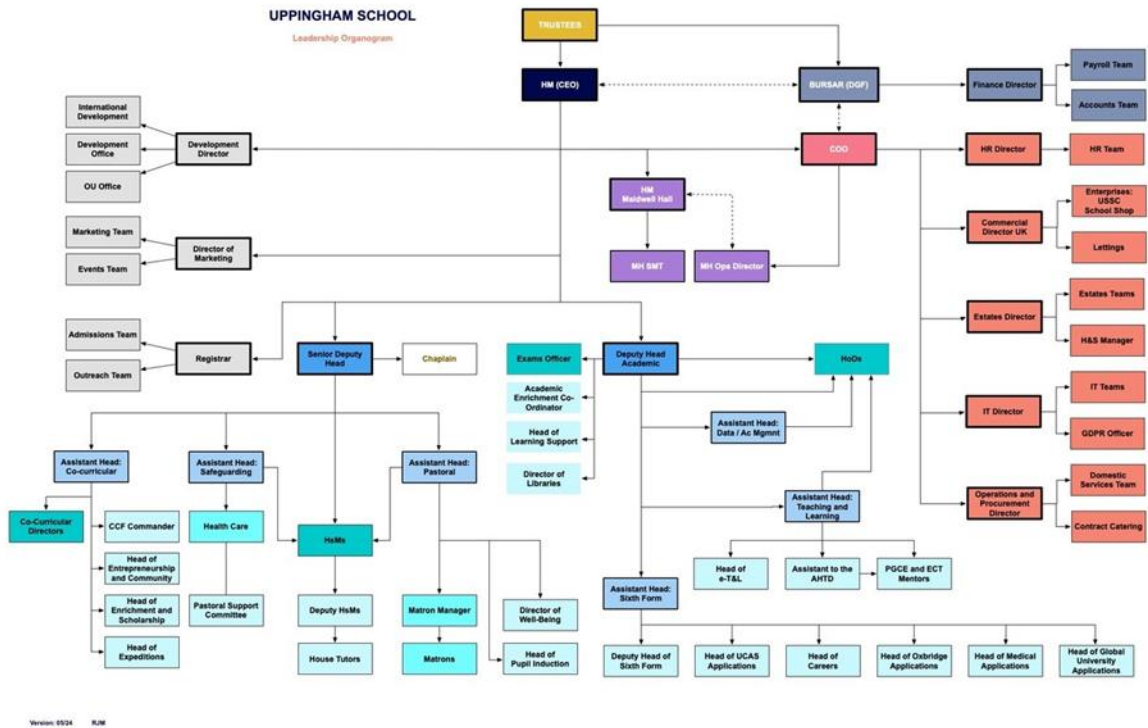 UPPINGHAM SCHOOL
Leadership Organogram
TRUSTEES
HM (CEO)
BURSAR (DGF)
Finance Director
Payroll Team
Accounts Team
International
Development
Development
Office
OU Office
Development
Director
COO
HR Director
HR Team
HM
Maidwell Hall
MH SMT
MH Ops Director
Marketing Team
Events Team
Director of
Marketing
Commercial
Director UK
Enterprises:
USSC
School Shop
Lettings
Estates Director
Estates Teams
H&S Manager
Admissions Team
Outreach Team
Registrar
Senior Deputy
Head
Chaplain
Exams Officer
Deputy Head
Academic
HoDs
Academic
Enrichment Co-
Ordinator
Head of
Learning Support
Director of
Libraries
Assistant Head:
Data / Ac Mgmnt
IT Director
IT Teams
GDPR Officer
Assistant Head:
Co-curricular
Assistant Head:
Safeguarding
Assistant Head:
Pastoral
Assistant Head:
Teaching and
Learning
Operations and
Procurement
Director
Domestic
Services Team
Contract Catering
Co-Curricular
Directors
CCF Commander
Head of
Entrepreneurship
and Community
Head of
Enrichment and
Scholarship
Head of
Expeditions
Health Care
Pastoral Support
Committee
HsMs
Deputy HsMs
House Tutors
Matron Manager
Matrons
Director of
Well-Being
Head of
Pupil Induction
Head of
e-T&L
Assistant to the
AHTD
PGCE and ECT
Mentors
Assistant Head:
Sixth Form
Deputy Head of
Sixth Form
Head of UCAS
Applications
Head of
Careers
Head of Oxbridge
Applications
Head of Medical
Applications
Head of Global
University
Applications
Version: 05/24 RJM